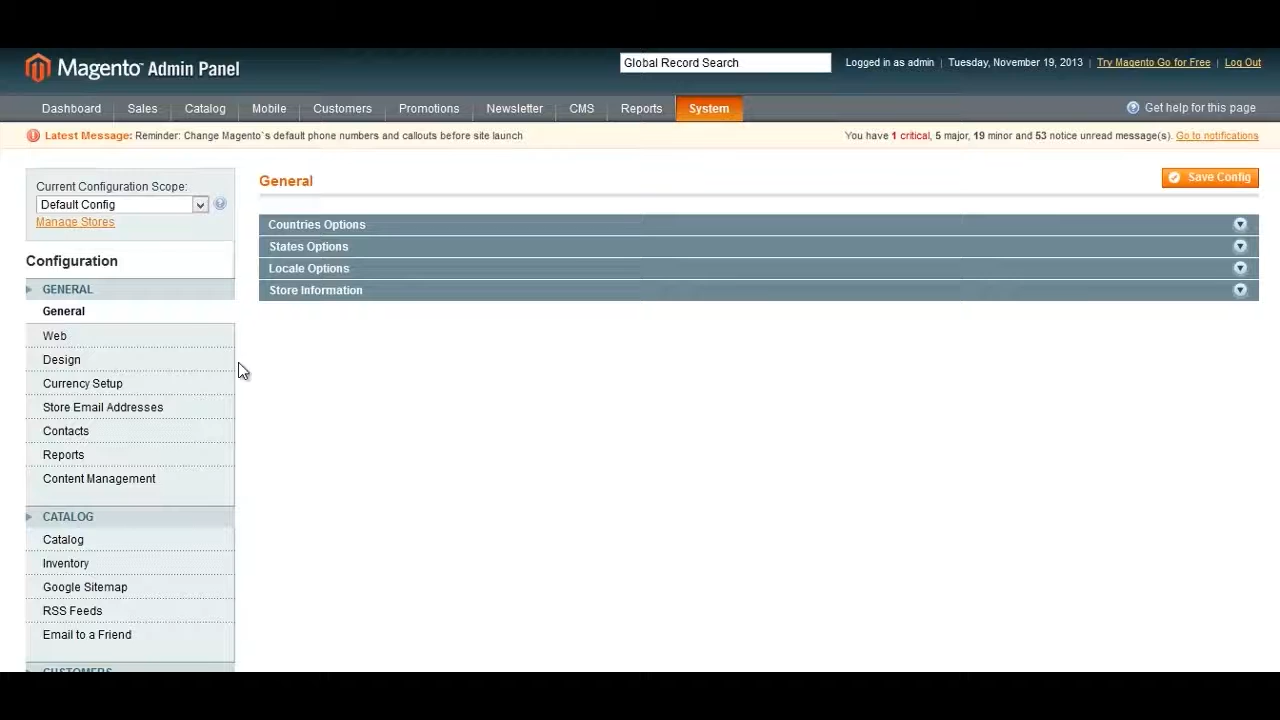 Magento Admin Panel
Global Record Search
Logged in as admin | Tuesday, November 19, 2013 | Try Magento Go for Free | Log Out
Dashboard Sales Catalog Mobile Customers Promotions Newsletter CMS Reports System
Get help for this page
Latest Message: Reminder: Change Magento`s default phone numbers and callouts before site launch
You have 1 critical, 5 major, 19 minor and 53 notice unread message(s). Go to notifications
Current Configuration Scope:
Default Config
Manage Stores
Configuration
GENERAL
General
Web
Design
Currency Setup
Store Email Addresses
Contacts
Reports
Content Management
CATALOG
Catalog
Inventory
Google Sitemap
RSS Feeds
Email to a Friend
CUSTOMERS
General
Save Config
Countries Options
States Options
Locale Options
Store Information